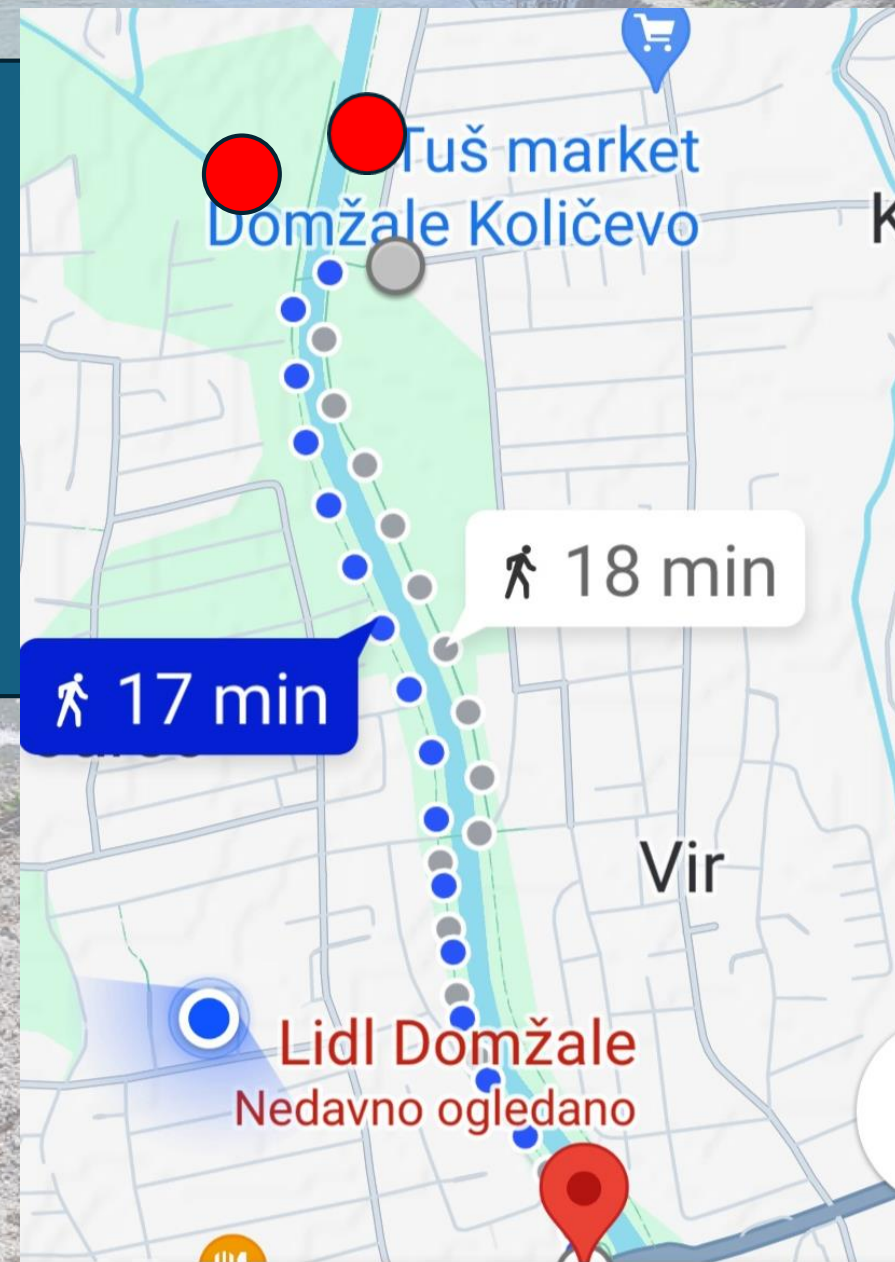 Tuš market
Domžale Količevo
K
18 min
17 min
Vir
Lidl Domžale
Nedavno ogledano